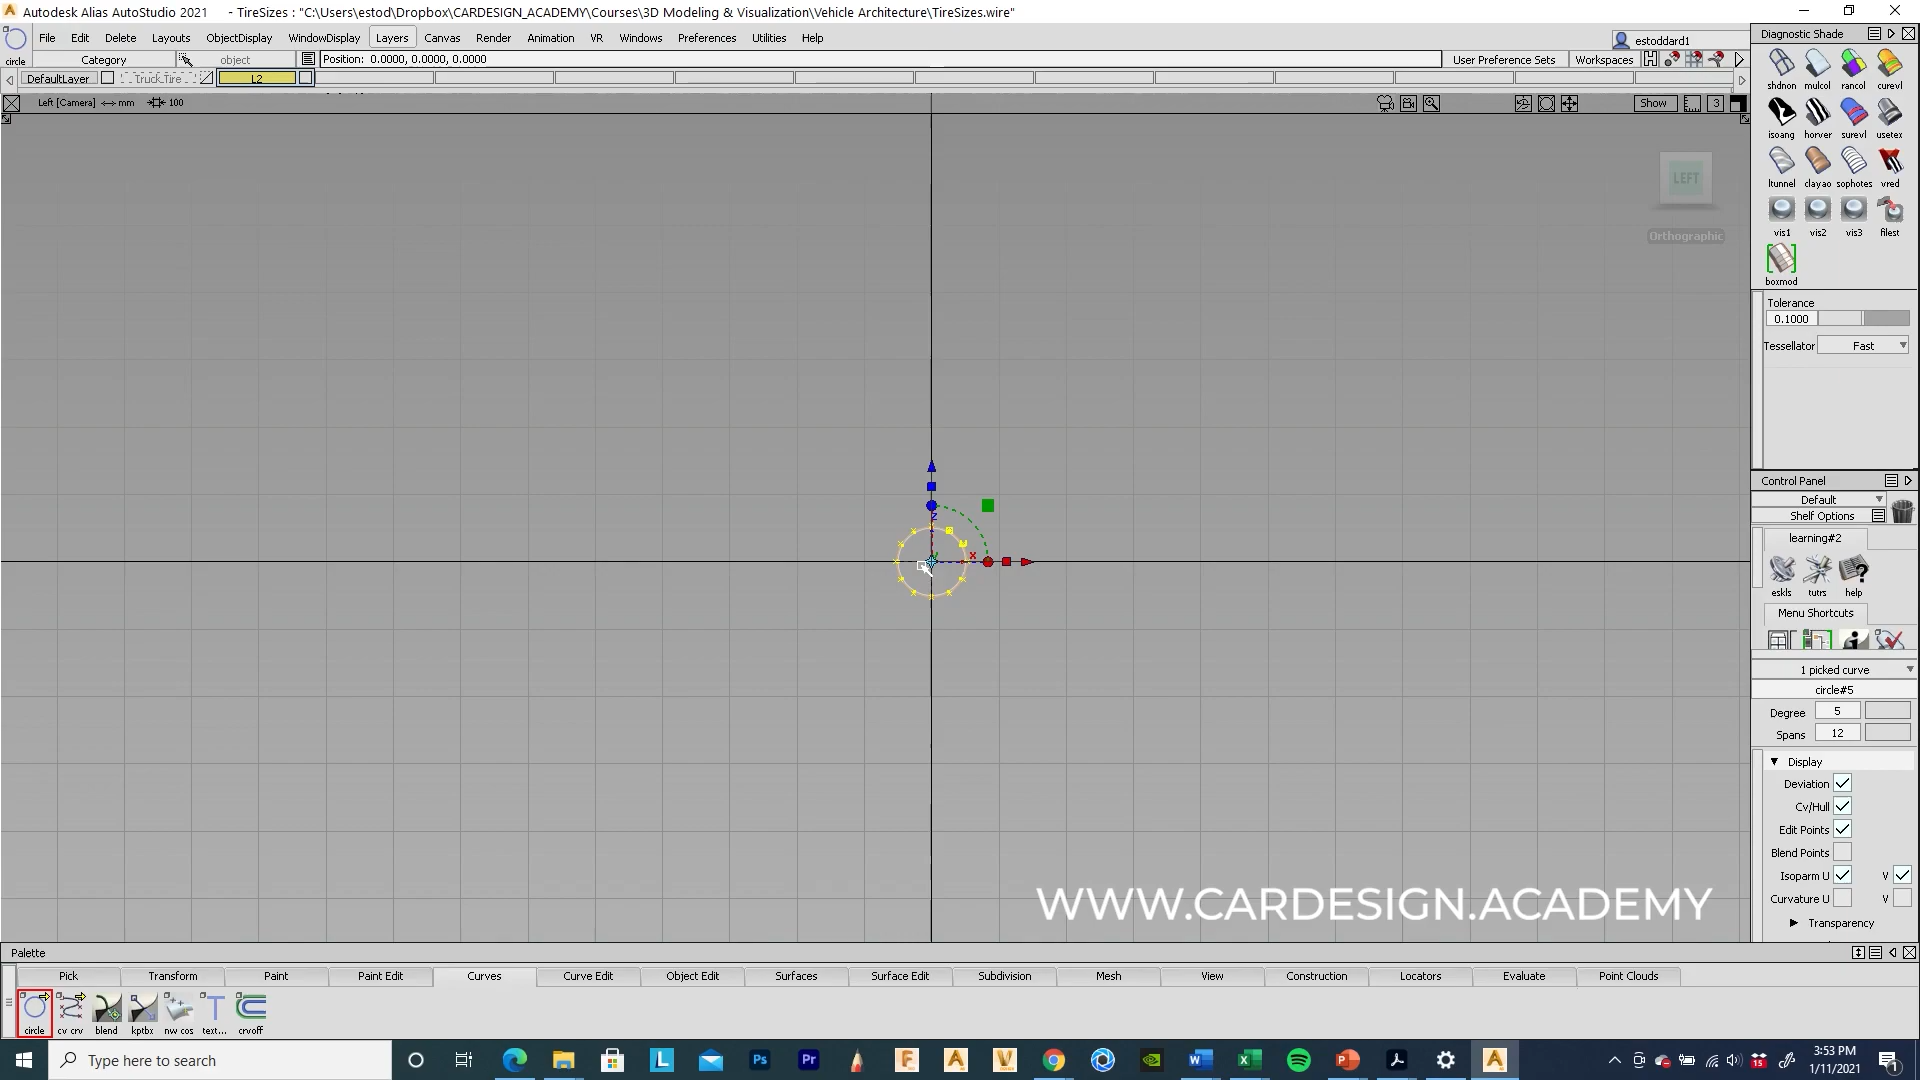 Autodesk Alias AutoStudio 2021 - TireSizes : "C:\Users\estod\Dropbox\CARDESIGN_ACADEMY\Courses\3D Modeling & Visualization\Vehicle Architecture\TireSizes.wire"
File Edit Delete Layouts ObjectDisplay WindowDisplay Layers Canvas Render Animation VR Windows Preferences Utilities Help
estoddard1
circle Category object Position: 0.0000, 0.0000, 0.0000 User Preference Sets Workspaces
DefaultLayer Truck_Tire L2
Left [Camera] mm 100 Show 3
LEFT
Orthographic
z
x
WWW.CARDESIGN.ACADEMY
Diagnostic Shade
shdnon mulcol rancol curevl
isoang horver surevl usetex
ltunnel clayao sophotes vred
vis1 vis2 vis3 filest
boxmod
Tolerance
0.1000
Tessellator Fast
Control Panel
Default
Shelf Options
learning#2
eskls tutrs help
Menu Shortcuts
1 picked curve
circle#5
Degree 5
Spans 12
Display
Deviation
Cv/Hull
Edit Points
Blend Points
Isoparm U V
Curvature U V
Transparency
Palette
Pick Transform Paint Paint Edit Curves Curve Edit Object Edit Surfaces Surface Edit Subdivision Mesh View Construction Locators Evaluate Point Clouds
circle cv crv blend kptbx nw cos text... crvoff
Type here to search
3:53 PM
1/11/2021
15
1